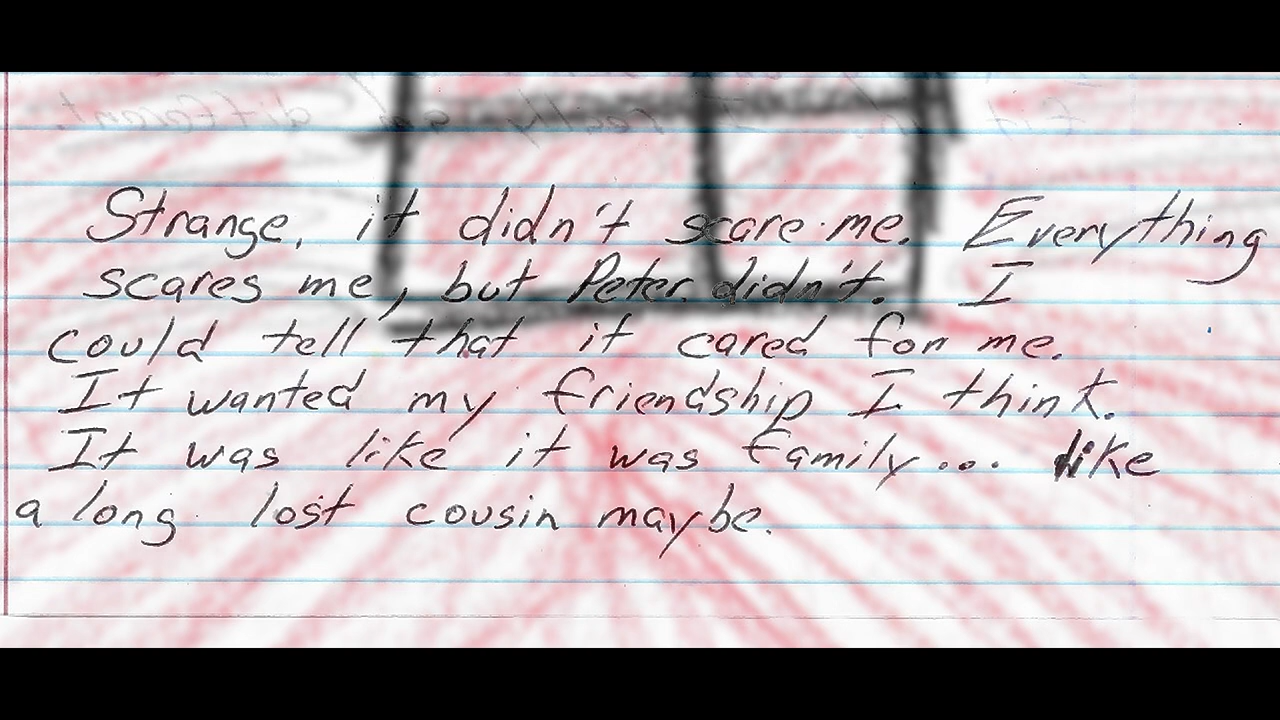 Strange, it didn't scare me. Everything
scares me, but Peter didn't. I
could tell that it cared for me.
It wanted my friendship I think.
It was like it was family... like
a long lost cousin maybe.